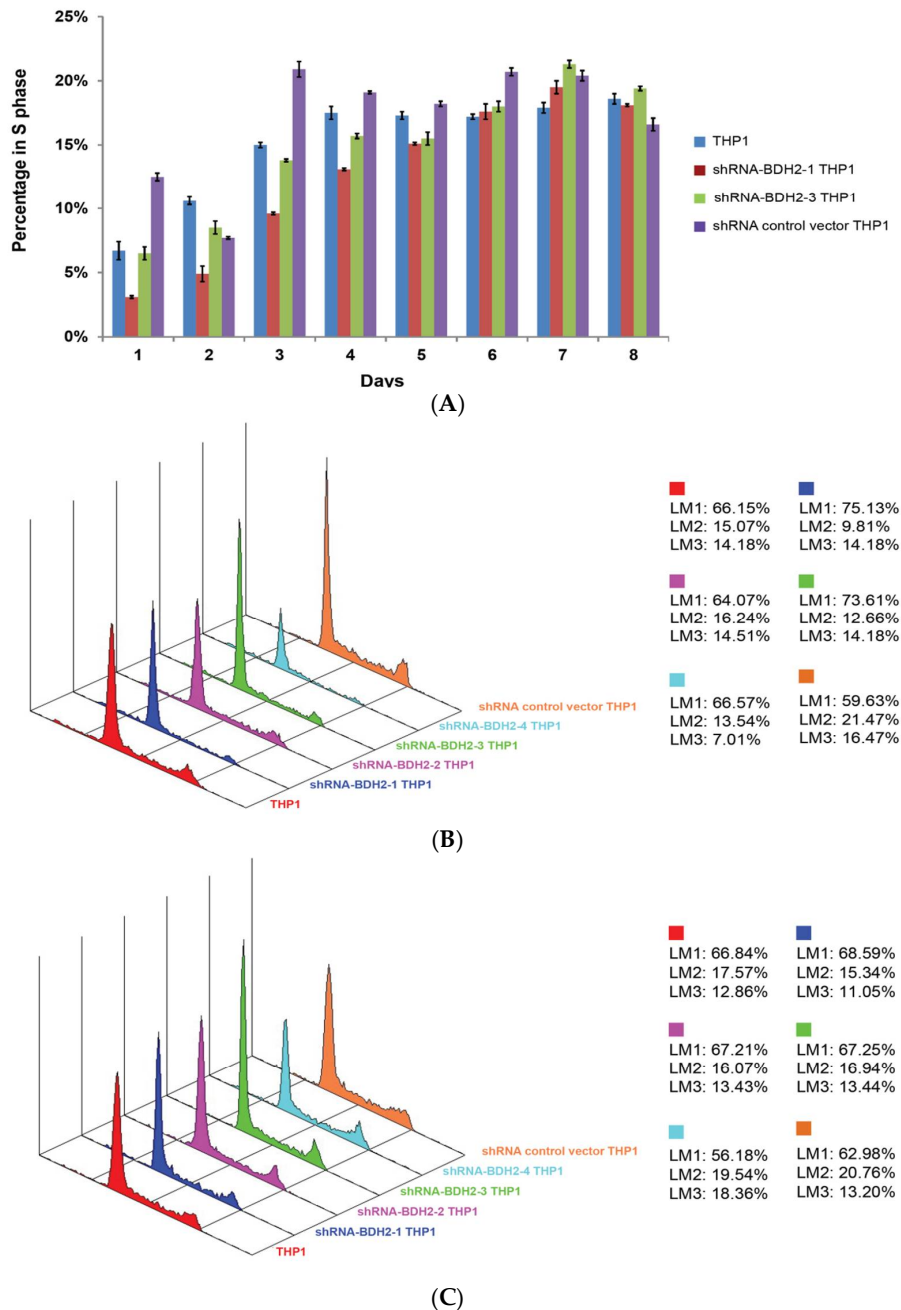 25%
20%
15%
10%
5%
0%
Percentage in S phase
1 2 3 4 5 6 7 8
Days
THP1
shRNA-BDH2-1 THP1
shRNA-BDH2-3 THP1
shRNA control vector THP1
(A)
shRNA control vector THP1
shRNA-BDH2-4 THP1
shRNA-BDH2-3 THP1
shRNA-BDH2-2 THP1
shRNA-BDH2-1 THP1
THP1
LM1: 66.15%
LM2: 15.07%
LM3: 14.18%
LM1: 75.13%
LM2: 9.81%
LM3: 14.18%
LM1: 64.07%
LM2: 16.24%
LM3: 14.51%
LM1: 73.61%
LM2: 12.66%
LM3: 14.18%
LM1: 66.57%
LM2: 13.54%
LM3: 7.01%
LM1: 59.63%
LM2: 21.47%
LM3: 16.47%
(B)
shRNA control vector THP1
shRNA-BDH2-4 THP1
shRNA-BDH2-3 THP1
shRNA-BDH2-2 THP1
shRNA-BDH2-1 THP1
THP1
LM1: 66.84%
LM2: 17.57%
LM3: 12.86%
LM1: 68.59%
LM2: 15.34%
LM3: 11.05%
LM1: 67.21%
LM2: 16.07%
LM3: 13.43%
LM1: 67.25%
LM2: 16.94%
LM3: 13.44%
LM1: 56.18%
LM2: 19.54%
LM3: 18.36%
LM1: 62.98%
LM2: 20.76%
LM3: 13.20%
(C)